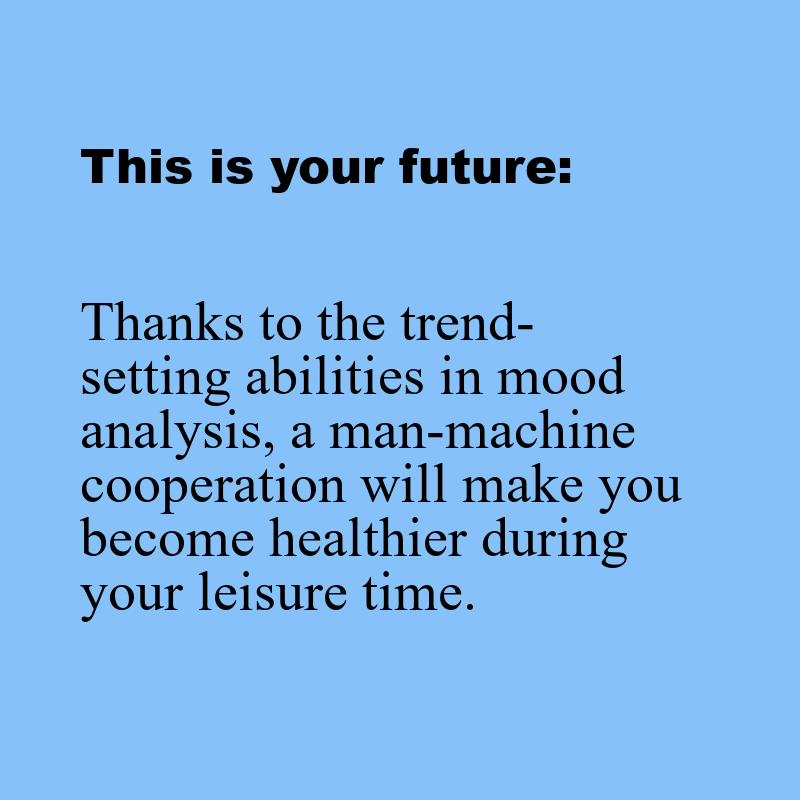 This is your future:
Thanks to the trend-
setting abilities in mood
analysis, a man-machine
cooperation will make you
become healthier during
your leisure time.